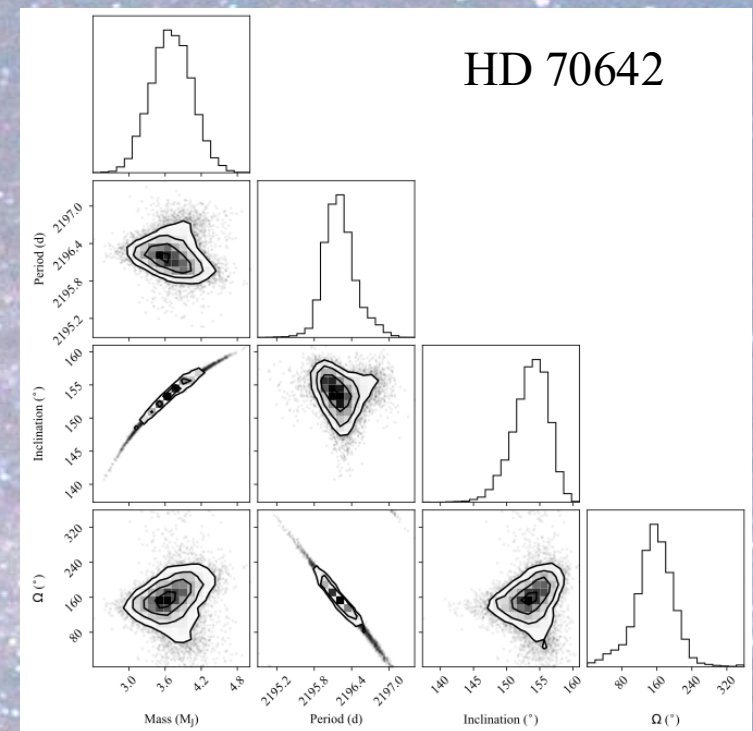 HD 70642
Period (d)
2197.0
2196.4
2195.8
2195.2
Inclination (°)
160
155
150
145
140
Ω (°)
320
240
160
80
3.0 3.6 4.2 4.8
2195.2 2195.8 2196.4 2197.0
140 145 150 155 160
80 160 240 320
Mass (MJ) Period (d) Inclination (°) Ω (°)